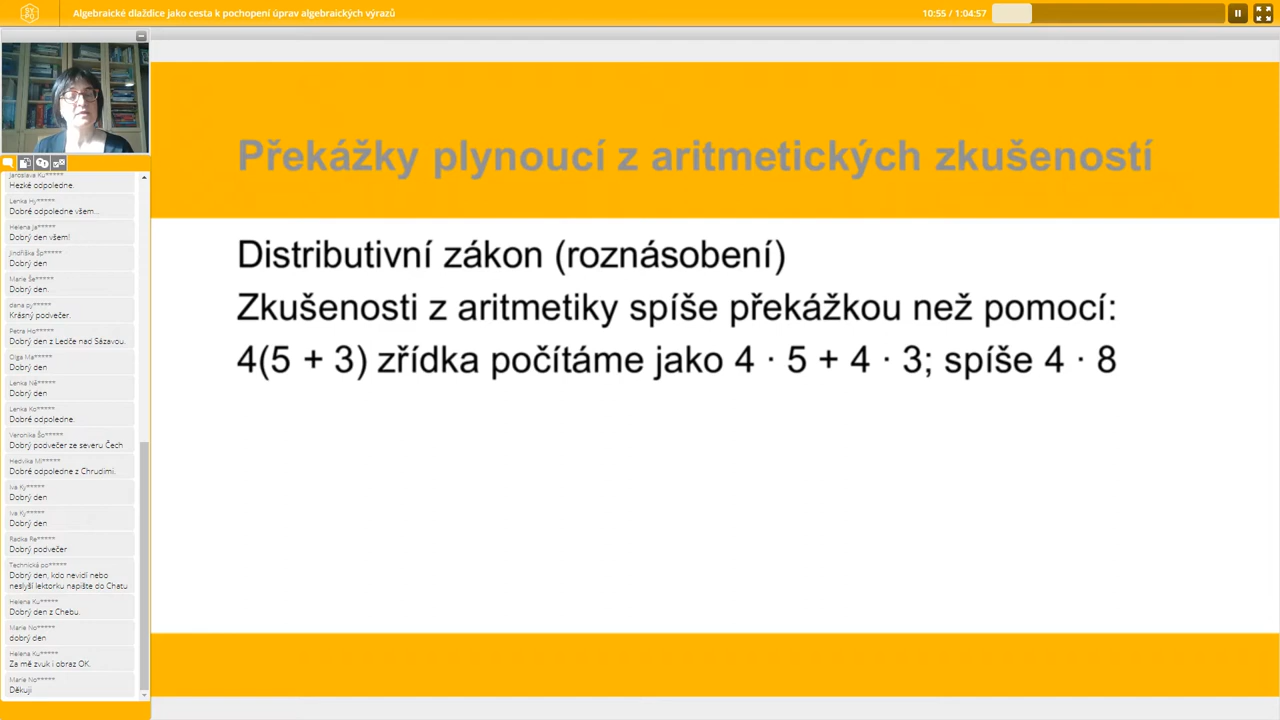 SYPO
Algebraické dlaždice jako cesta k pochopení úprav algebraických výrazů
10:55 / 1:04:57
Jaroslava Ku*****
Hezké odpoledne.
Lenka Hy*****
Dobré odpoledne všem...
Helena Ja*****
Dobrý den všem!
Jindřiška Šp*****
Dobrý den
Marie Še*****
Dobrý den.
dana py*****
Krásný podvečer.
Petra Ho*****
Dobrý den z Ledče nad Sázavou.
Olga Ma*****
Dobrý den
Lenka Ně*****
Dobrý den
Lenka Ko*****
Dobré odpoledne.
Veronika Šo*****
Dobrý podvečer ze severu Čech
Hedvika Mi*****
Dobré odpoledne z Chrudimi.
Iva Ky*****
Dobrý den
Iva Ky*****
Dobrý den
Radka Re*****
Dobrý podvečer
Technická po*****
Dobrý den, kdo nevidí nebo
neslyší lektorku napište do Chatu
Helena Ku*****
Dobrý den z Chebu.
Marie No*****
dobrý den
Helena Ku*****
Za mě zvuk i obraz OK.
Marie No*****
Děkuji
Překážky plynoucí z aritmetických zkušeností
Distributivní zákon (roznásobení)
Zkušenosti z aritmetiky spíše překážkou než pomocí:
4(5 + 3) zřídka počítáme jako 4 · 5 + 4 · 3; spíše 4 · 8